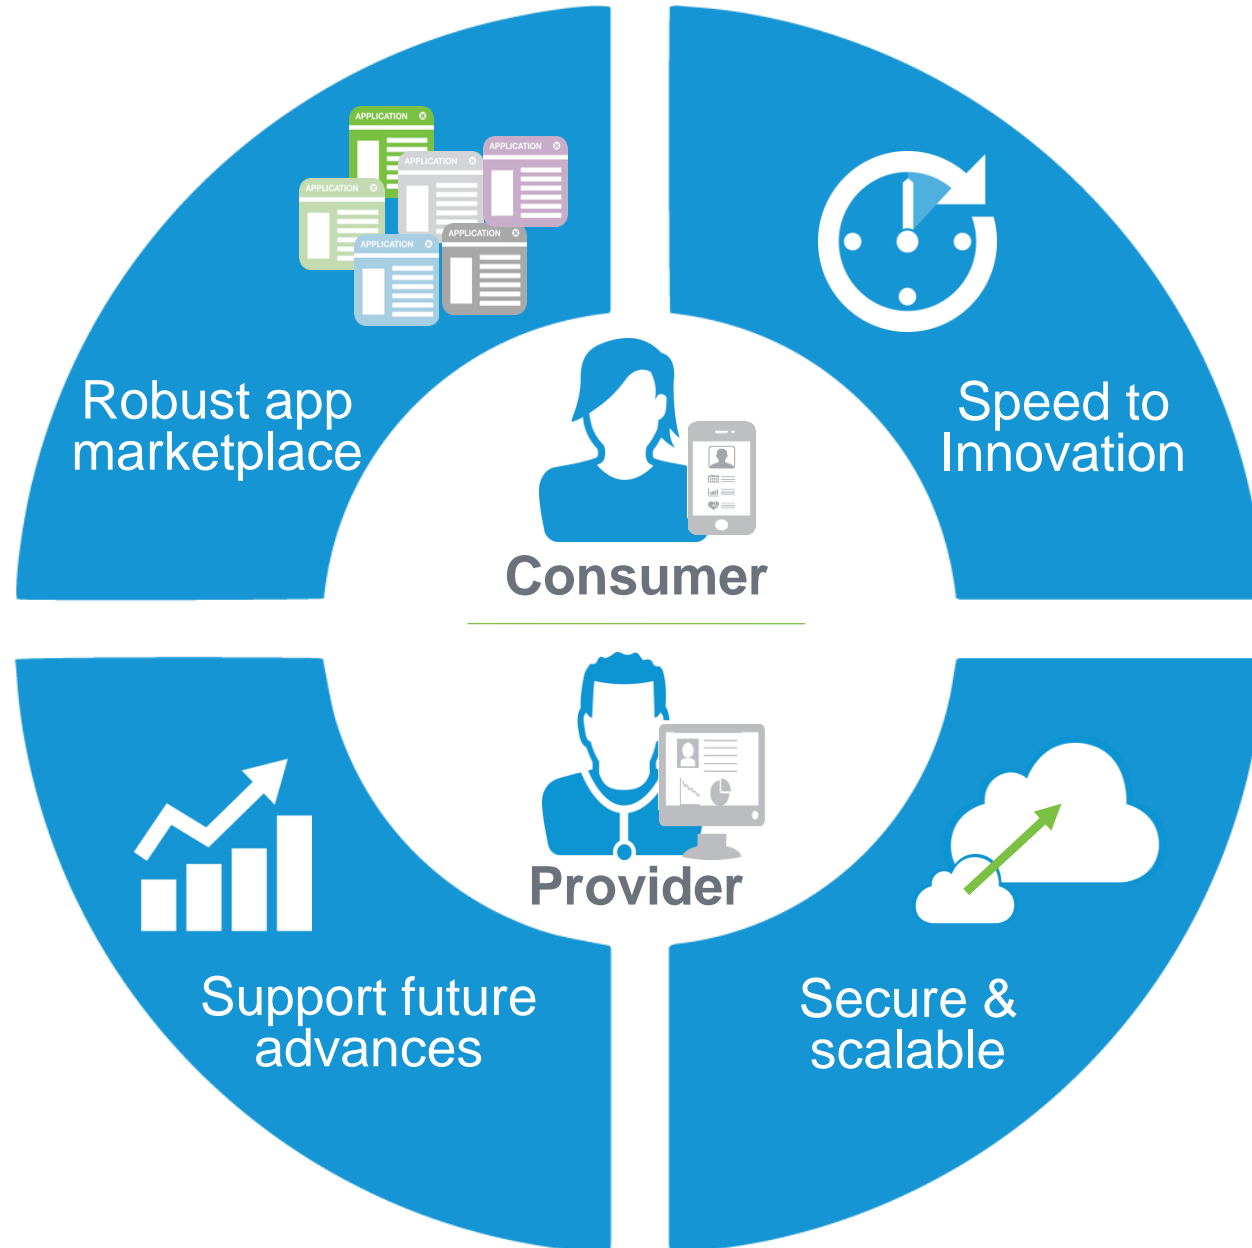 APPLICATION
APPLICATION
APPLICATION
APPLICATION
APPLICATION
APPLICATION
Robust app
marketplace
Speed to
Innovation
Consumer
Provider
Support future
advances
Secure &
scalable